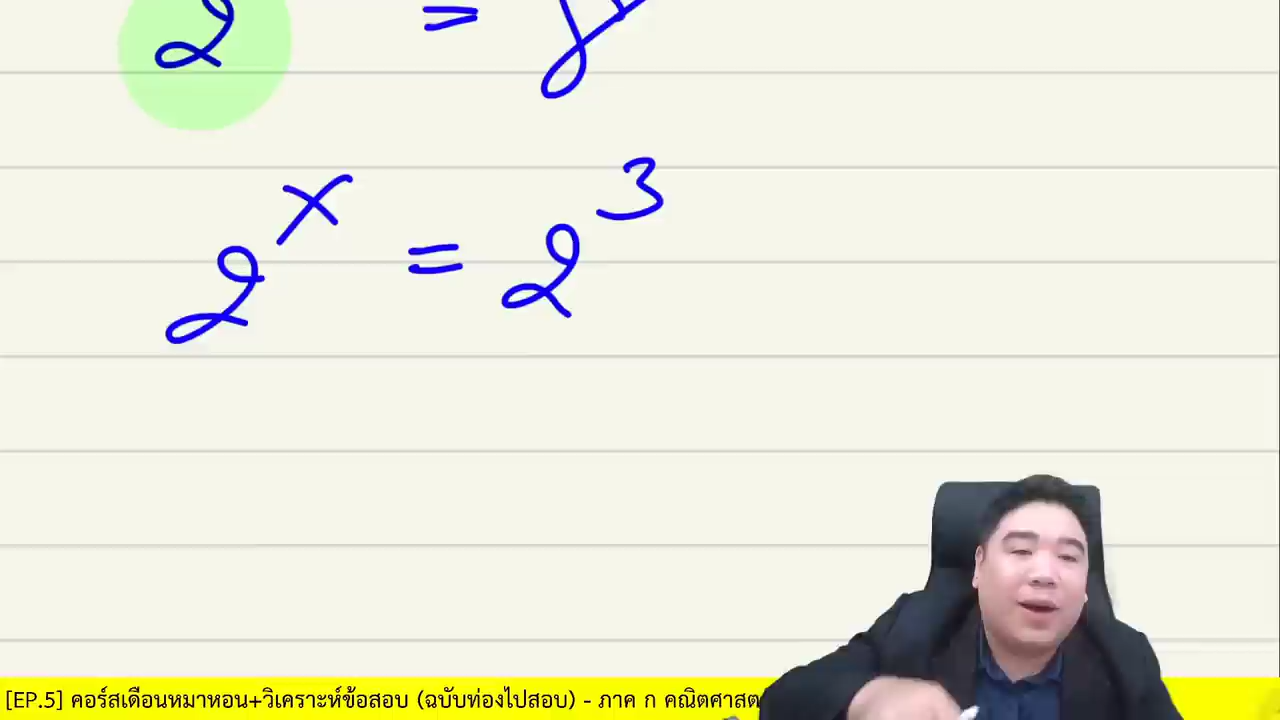 2 =
2^x = 2^3
[EP.5] คอร์สเดือนหมาหอน+วิเคราะห์ข้อสอบ (ฉบับท่องไปสอบ) - ภาค ก คณิตศาสต